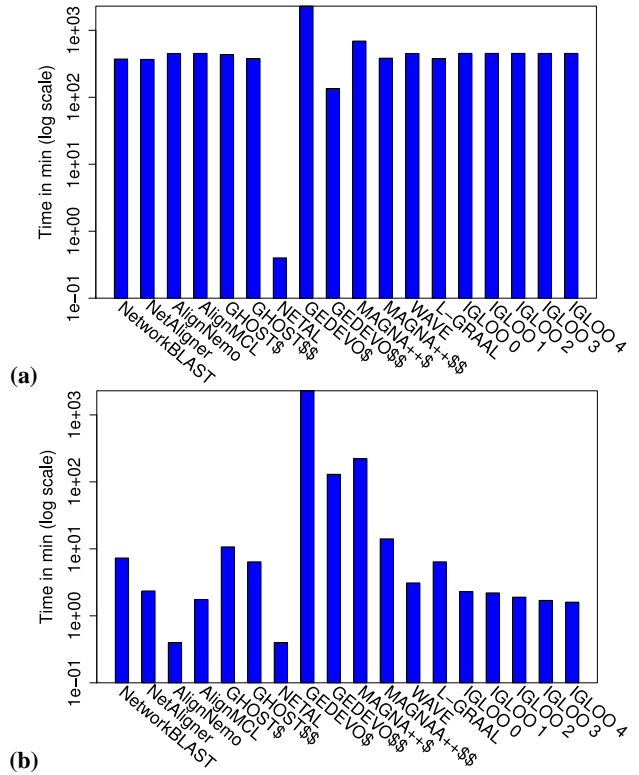 Time in min (log scale)
1e+03
1e+02
1e+01
1e+00
1e-01
NetworkBLAST
NetAligner
AlignNemo
AlignMCL
GHOST$
GHOST$$
NETAL
GEDEVO$
GEDEVO$$
MAGNA++$
MAGNA++$$
WAVE
L-GRAAL
IGLOO 0
IGLOO 1
IGLOO 2
IGLOO 3
IGLOO 4
(a)
Time in min (log scale)
1e+03
1e+02
1e+01
1e+00
1e-01
NetworkBLAST
NetAligner
AlignNemo
AlignMCL
GHOST$
GHOST$$
NETAL
GEDEVO$
GEDEVO$$
MAGNA++$
MAGNAA++$$
WAVE
L-GRAAL
IGLOO 0
IGLOO 1
IGLOO 2
IGLOO 3
IGLOO 4
(b)